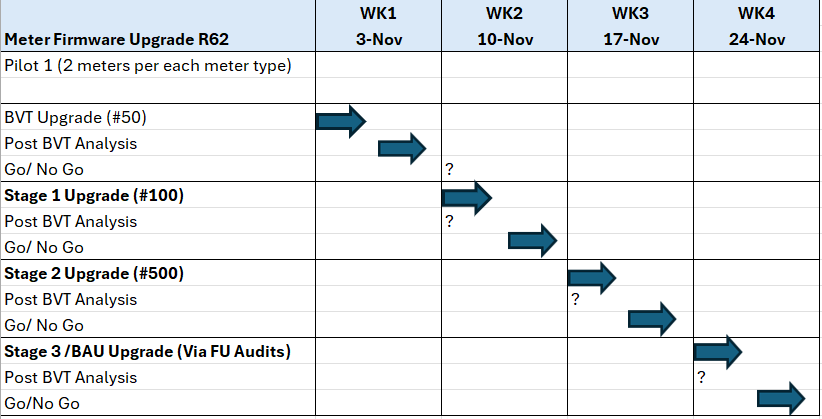 WK1 WK2 WK3 WK4
Meter Firmware Upgrade R62 3-Nov 10-Nov 17-Nov 24-Nov
Pilot 1 (2 meters per each meter type)
BVT Upgrade (#50)
Post BVT Analysis
Go/ No Go ?
Stage 1 Upgrade (#100)
Post BVT Analysis ?
Go/ No Go
Stage 2 Upgrade (#500)
Post BVT Analysis ?
Go/ No Go
Stage 3 /BAU Upgrade (Via FU Audits)
Post BVT Analysis ?
Go/No Go